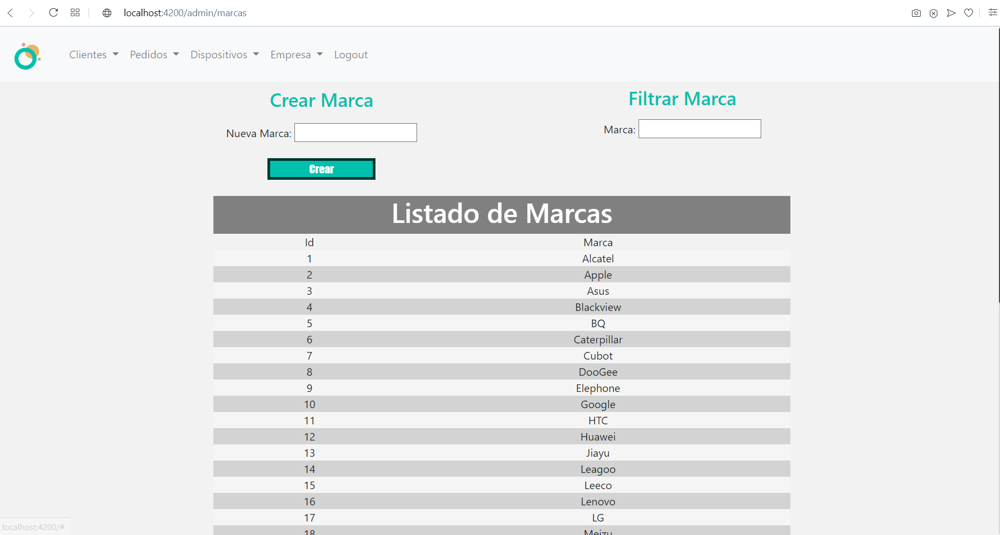 localhost:4200/admin/marcas
Clientes Pedidos Dispositivos Empresa Logout
Crear Marca
Filtrar Marca
Nueva Marca:
Marca:
Crear
Listado de Marcas
Id Marca
1 Alcatel
2 Apple
3 Asus
4 Blackview
5 BQ
6 Caterpillar
7 Cubot
8 DooGee
9 Elephone
10 Google
11 HTC
12 Huawei
13 Jiayu
14 Leagoo
15 Leeco
16 Lenovo
17 LG
18 Meizu
localhost:4200/#